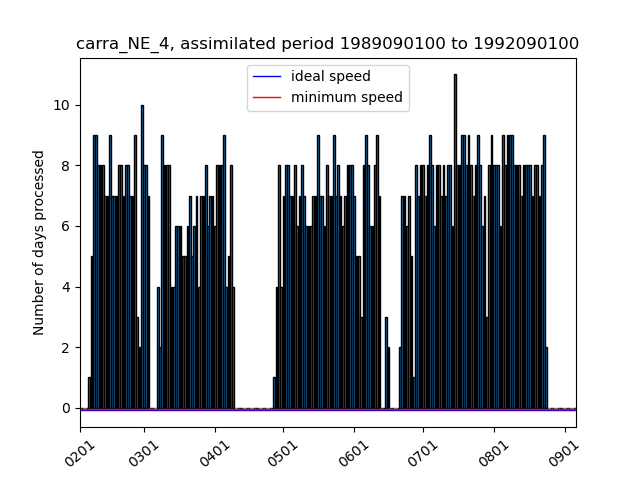 carra_NE_4, assimilated period 1989090100 to 1992090100
ideal speed
minimum speed
Number of days processed
10
8
6
4
2
0
0201 0301 0401 0501 0601 0701 0801 0901